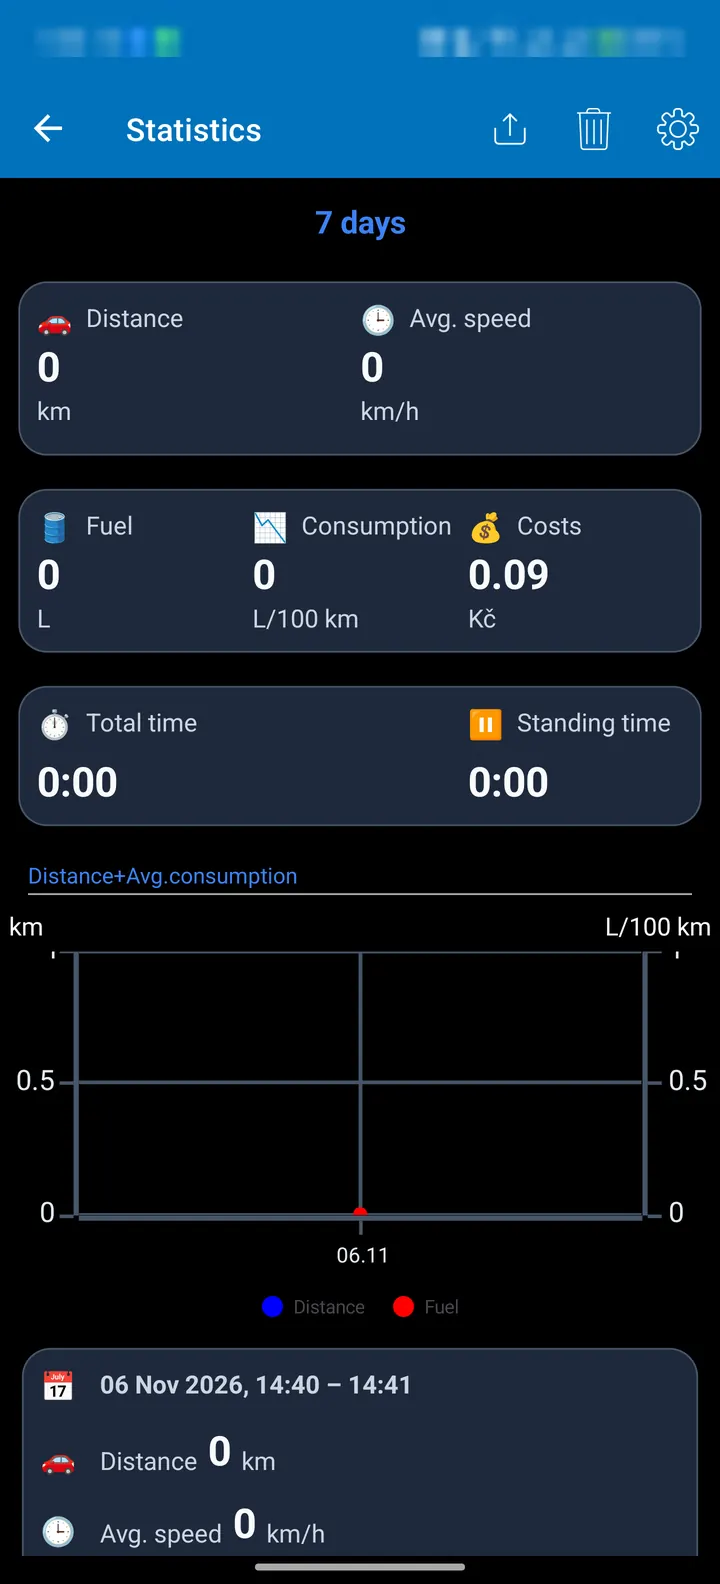 Statistics
7 days
Distance Avg. speed
0 0
km km/h
Fuel Consumption Costs
0 0 0.09
L L/100 km Kč
Total time Standing time
0:00 0:00
Distance+Avg.consumption
km L/100 km
0.5 0.5
0 0
06.11
Distance Fuel
July
17
06 Nov 2026, 14:40 – 14:41
Distance 0 km
Avg. speed 0 km/h